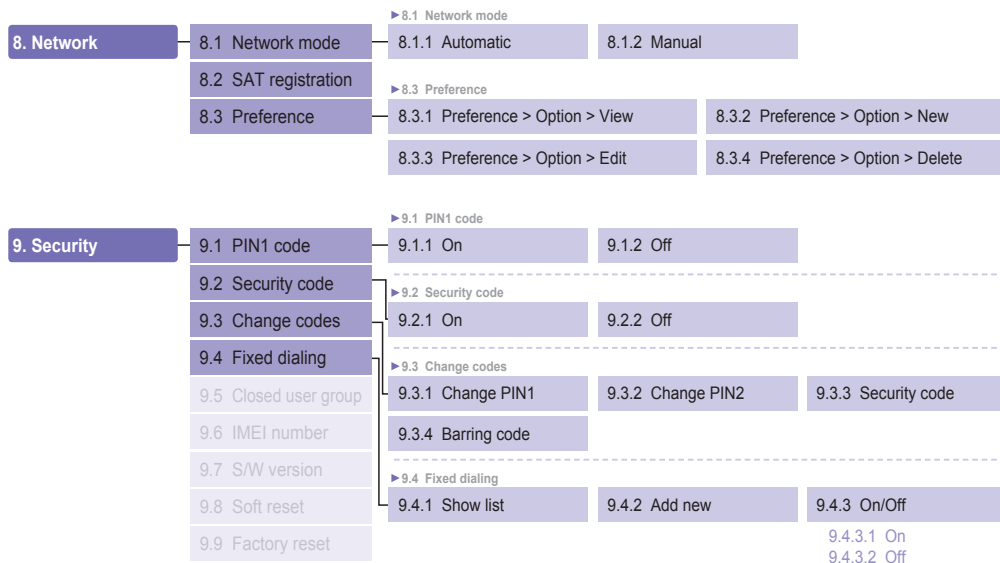 ►8.1 Network mode
8. Network
8.1 Network mode
8.1.1 Automatic
8.1.2 Manual
8.2 SAT registration
►8.3 Preference
8.3 Preference
8.3.1 Preference > Option > View
8.3.2 Preference > Option > New
8.3.3 Preference > Option > Edit
8.3.4 Preference > Option > Delete
►9.1 PIN1 code
9. Security
9.1 PIN1 code
9.1.1 On
9.1.2 Off
9.2 Security code
►9.2 Security code
9.3 Change codes
9.2.1 On
9.2.2 Off
9.4 Fixed dialing
►9.3 Change codes
9.5 Closed user group
9.3.1 Change PIN1
9.3.2 Change PIN2
9.3.3 Security code
9.6 IMEI number
9.3.4 Barring code
9.7 S/W version
►9.4 Fixed dialing
9.8 Soft reset
9.4.1 Show list
9.4.2 Add new
9.4.3 On/Off
9.9 Factory reset
9.4.3.1 On
9.4.3.2 Off